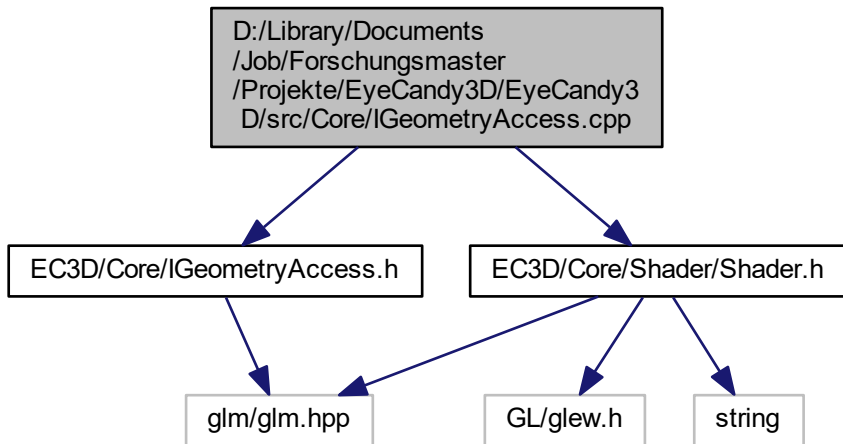 D:/Library/Documents
/Job/Forschungsmaster
/Projekte/EyeCandy3D/EyeCandy3
D/src/Core/IGeometryAccess.cpp
EC3D/Core/IGeometryAccess.h
EC3D/Core/Shader/Shader.h
glm/glm.hpp
GL/glew.h
string